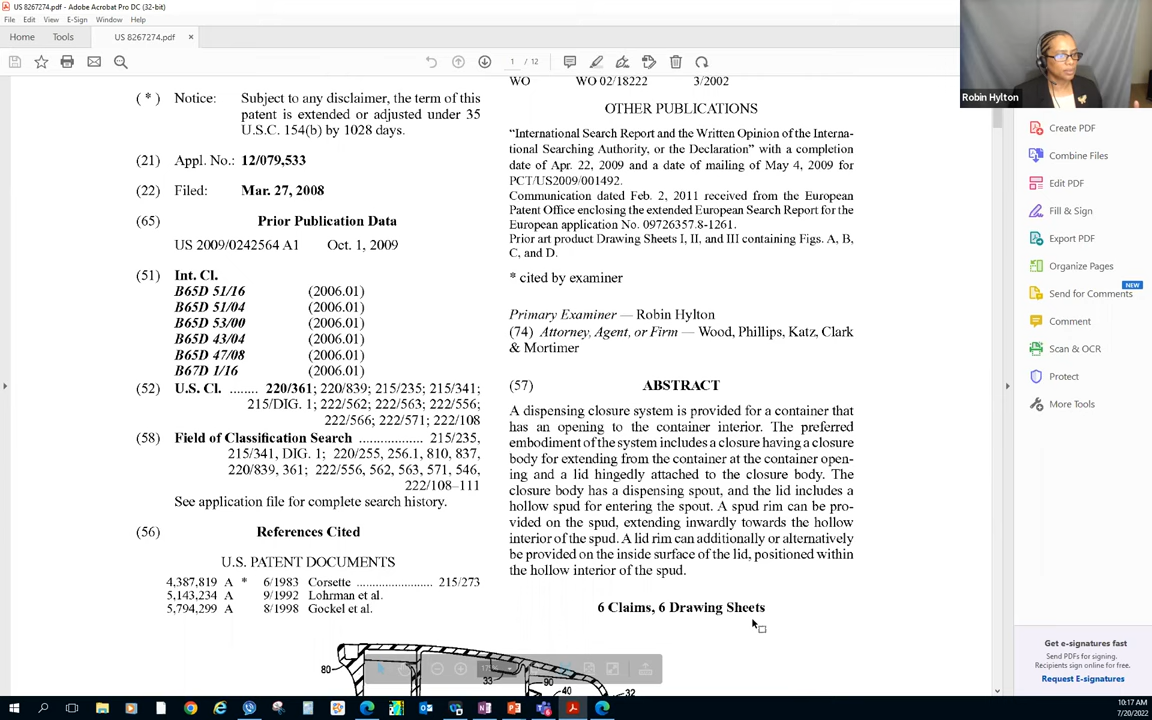 US 8267274.pdf - Adobe Acrobat Pro DC (32-bit)
File Edit View E-Sign Window Help
Home Tools US 8267274.pdf ×
1 / 12
Robin Hylton
( * ) Notice: Subject to any disclaimer, the term of this
patent is extended or adjusted under 35
U.S.C. 154(b) by 1028 days.
(21) Appl. No.: 12/079,533
(22) Filed: Mar. 27, 2008
(65) Prior Publication Data
US 2009/0242564 A1 Oct. 1, 2009
(51) Int. Cl.
B65D 51/16 (2006.01)
B65D 51/04 (2006.01)
B65D 53/00 (2006.01)
B65D 43/04 (2006.01)
B65D 47/08 (2006.01)
B67D 1/16 (2006.01)
(52) U.S. Cl. ........ 220/361; 220/839; 215/235; 215/341;
215/DIG. 1; 222/562; 222/563; 222/556;
222/566; 222/571; 222/108
(58) Field of Classification Search .................. 215/235,
215/341, DIG. 1; 220/255, 256.1, 810, 837,
220/839, 361; 222/556, 562, 563, 571, 546,
222/108–111
See application file for complete search history.
(56) References Cited
U.S. PATENT DOCUMENTS
4,387,819 A * 6/1983 Corsette .................. 215/273
5,143,234 A 9/1992 Lohrman et al.
5,794,299 A 8/1998 Gockel et al.
WO WO 02/18222 3/2002
OTHER PUBLICATIONS
"International Search Report and the Written Opinion of the Interna-
tional Searching Authority, or the Declaration" with a completion
date of Apr. 22, 2009 and a date of mailing of May 4, 2009 for
PCT/US2009/001492.
Communication dated Feb. 2, 2011 received from the European
Patent Office enclosing the extended European Search Report for the
European application No. 09726357.8-1261.
Prior art product Drawing Sheets I, II, and III containing Figs. A, B,
C, and D.
* cited by examiner
Primary Examiner — Robin Hylton
(74) Attorney, Agent, or Firm — Wood, Phillips, Katz, Clark
& Mortimer
(57) ABSTRACT
A dispensing closure system is provided for a container that
has an opening to the container interior. The preferred
embodiment of the system includes a closure having a closure
body for extending from the container at the container open-
ing and a lid hingedly attached to the closure body. The
closure body has a dispensing spout, and the lid includes a
hollow spud for entering the spout. A spud rim can be pro-
vided on the spud, extending inwardly towards the hollow
interior of the spud. A lid rim can additionally or alternatively
be provided on the inside surface of the lid, positioned within
the hollow interior of the spud.
6 Claims, 6 Drawing Sheets
80
33
90
40
32
Create PDF
Combine Files
Edit PDF
Fill & Sign
Export PDF
Organize Pages
NEW
Send for Comments
Comment
Scan & OCR
Protect
More Tools
Get e-signatures fast
Send PDFs for signing.
Recipients sign online for free.
Request E-signatures
10:17 AM
7/20/2022